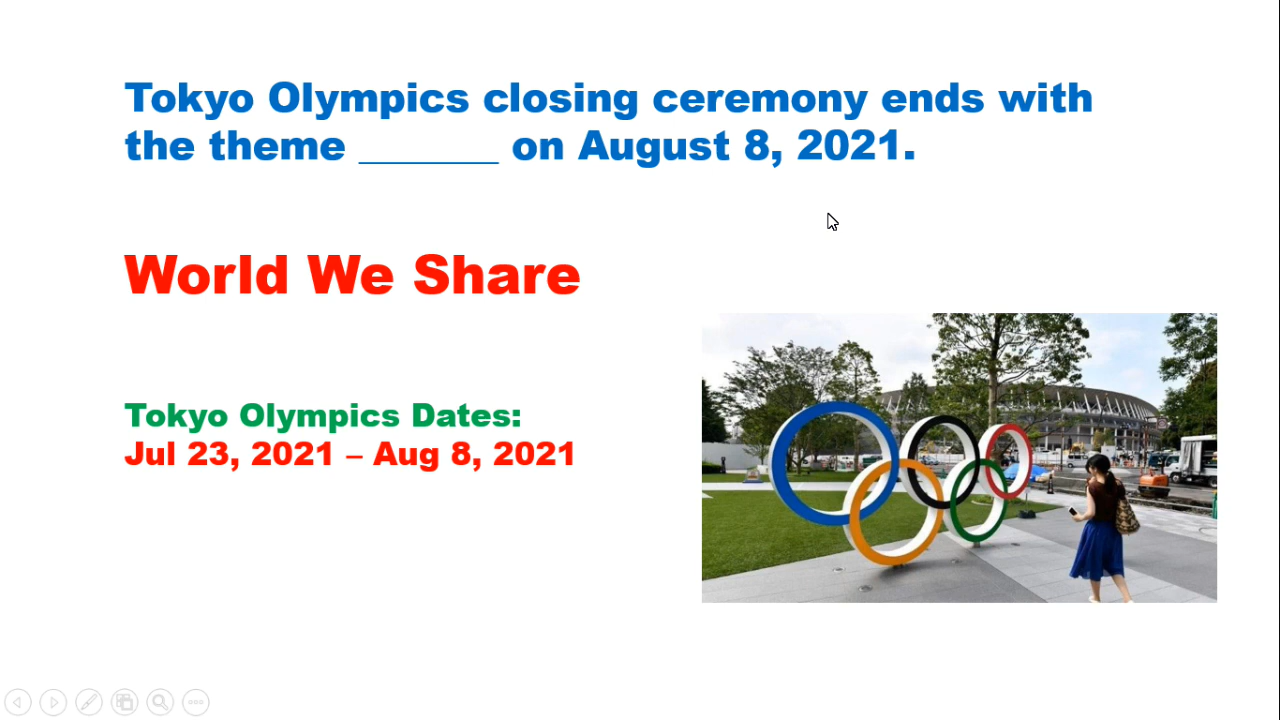 Tokyo Olympics closing ceremony ends with
the theme _______ on August 8, 2021.
World We Share
Tokyo Olympics Dates:
Jul 23, 2021 – Aug 8, 2021